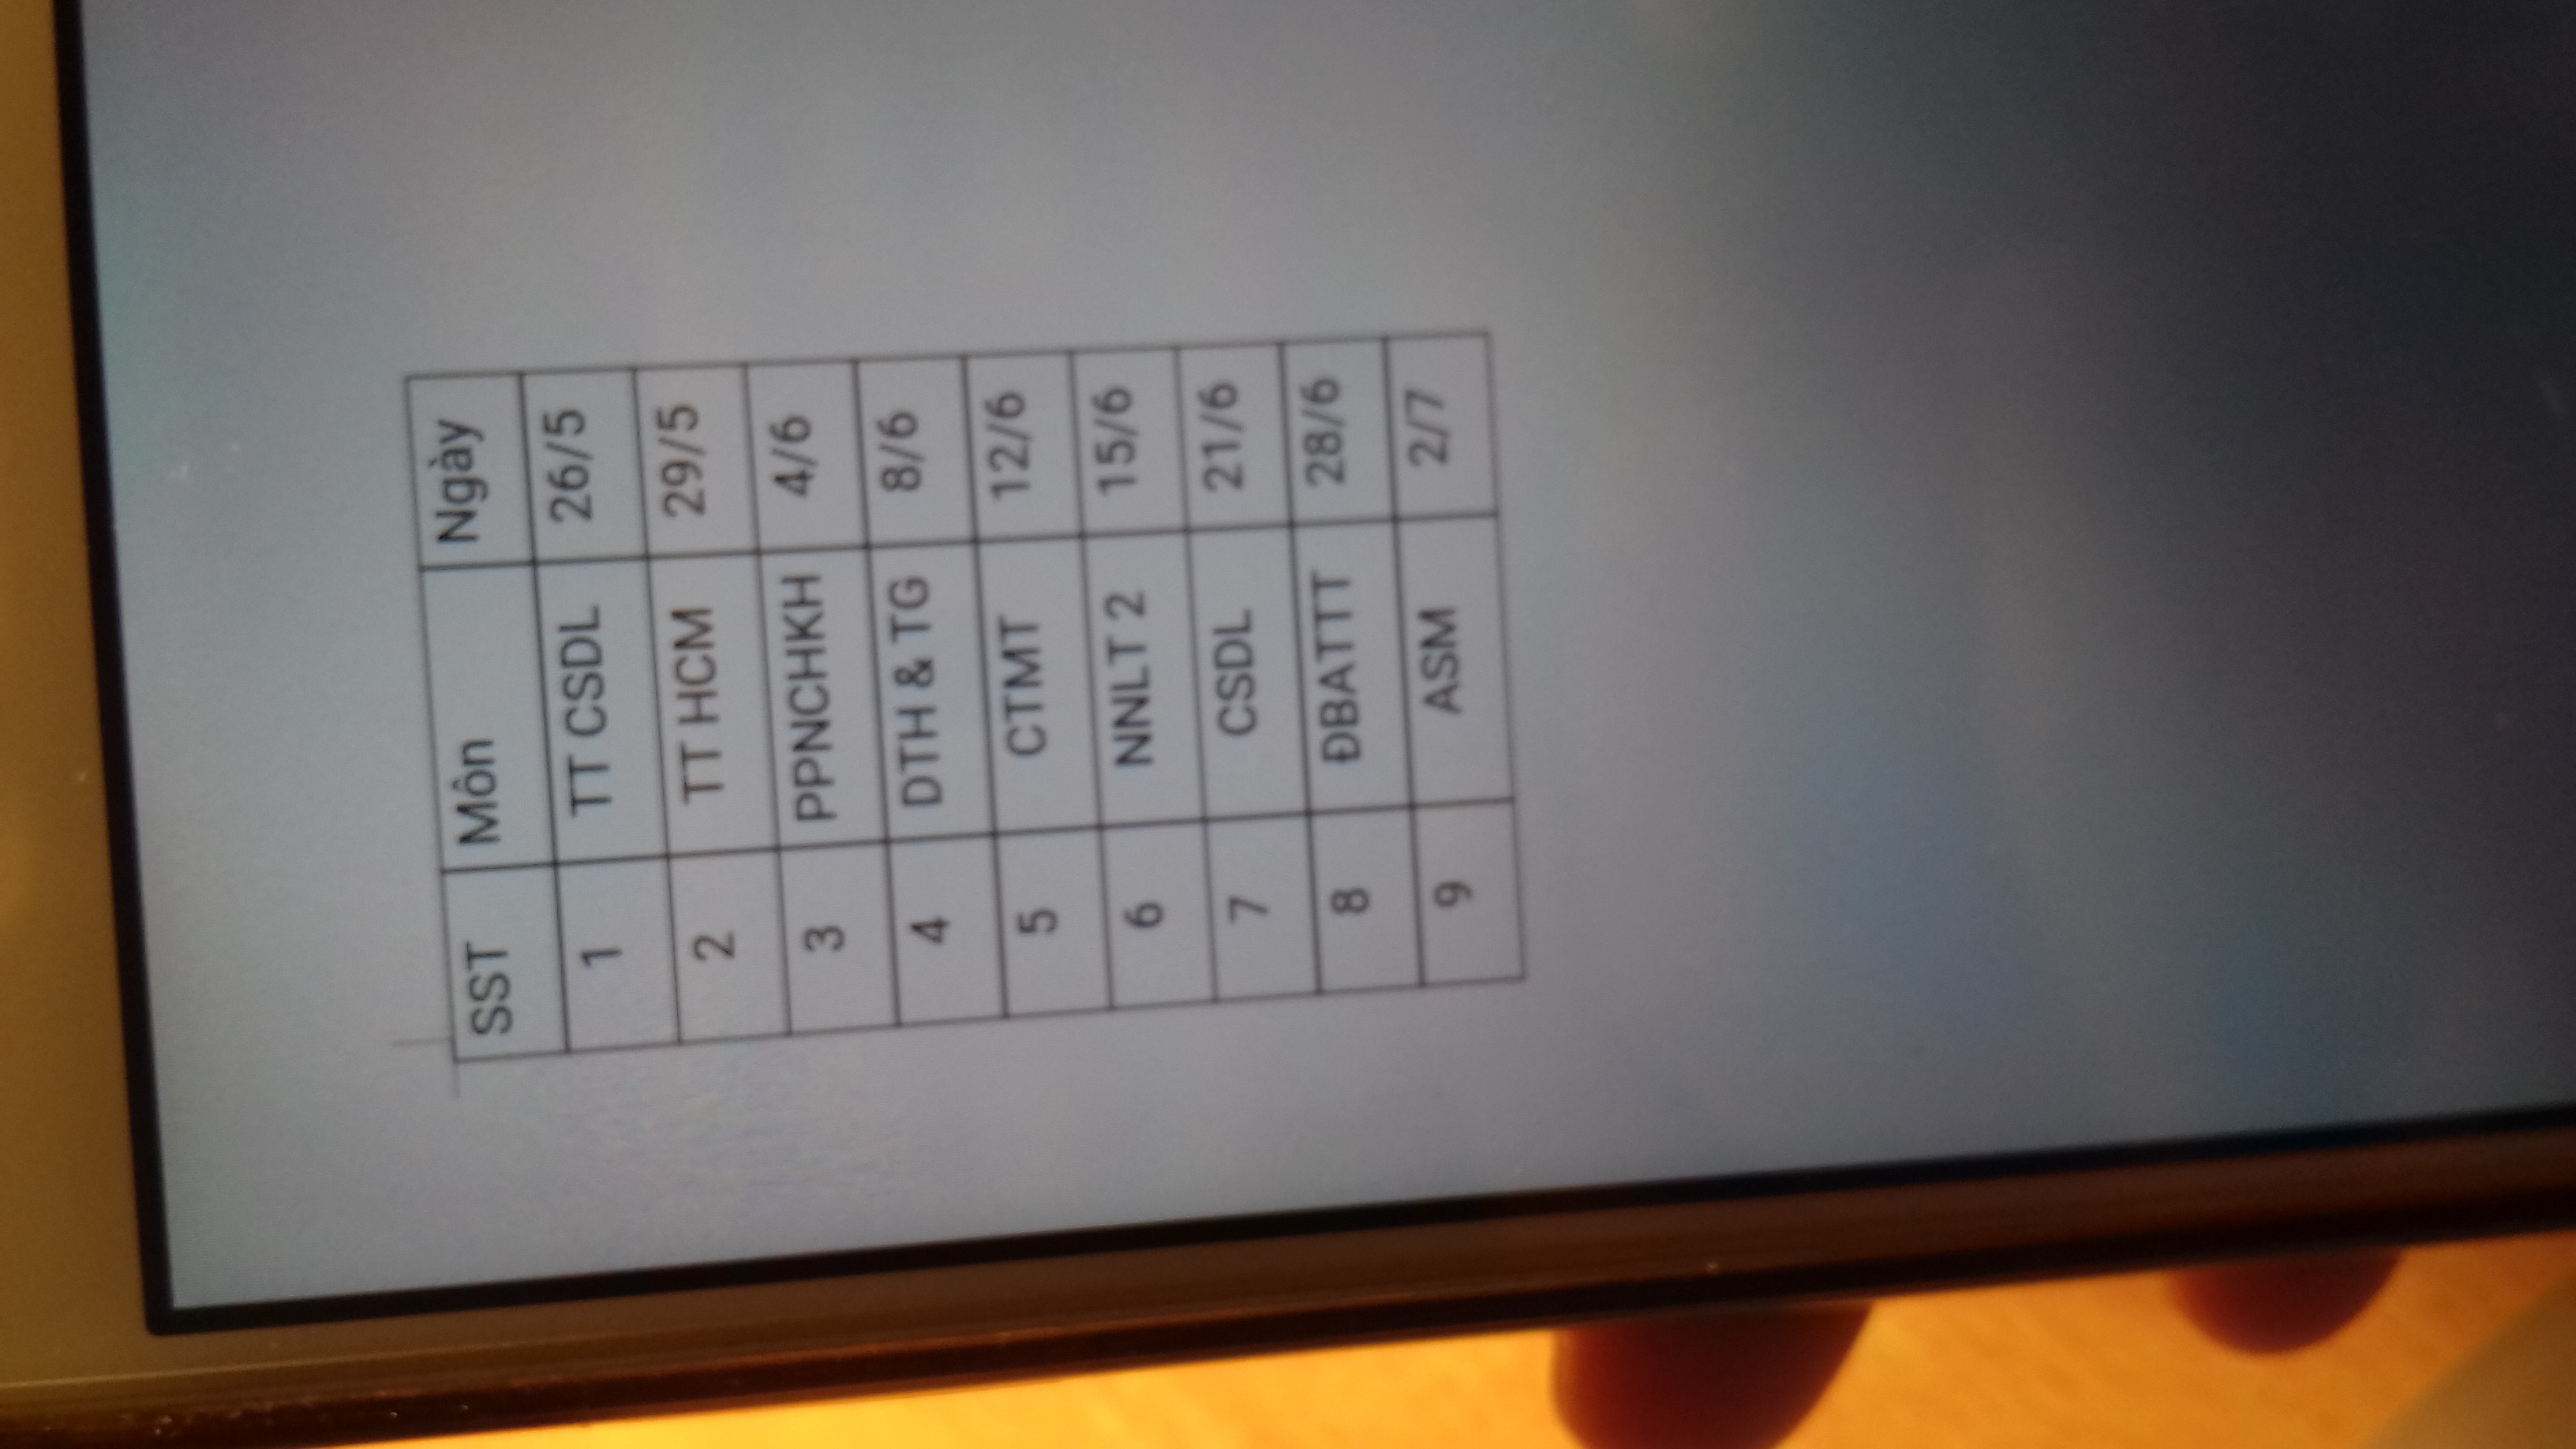 SST Môn Ngày
1 TT CSDL 26/5
2 TT HCM 29/5
3 PPNCHKH 4/6
4 DTH & TG 8/6
5 CTMT 12/6
6 NNLT 2 15/6
7 CSDL 21/6
8 ĐBATTT 28/6
9 ASM 2/7